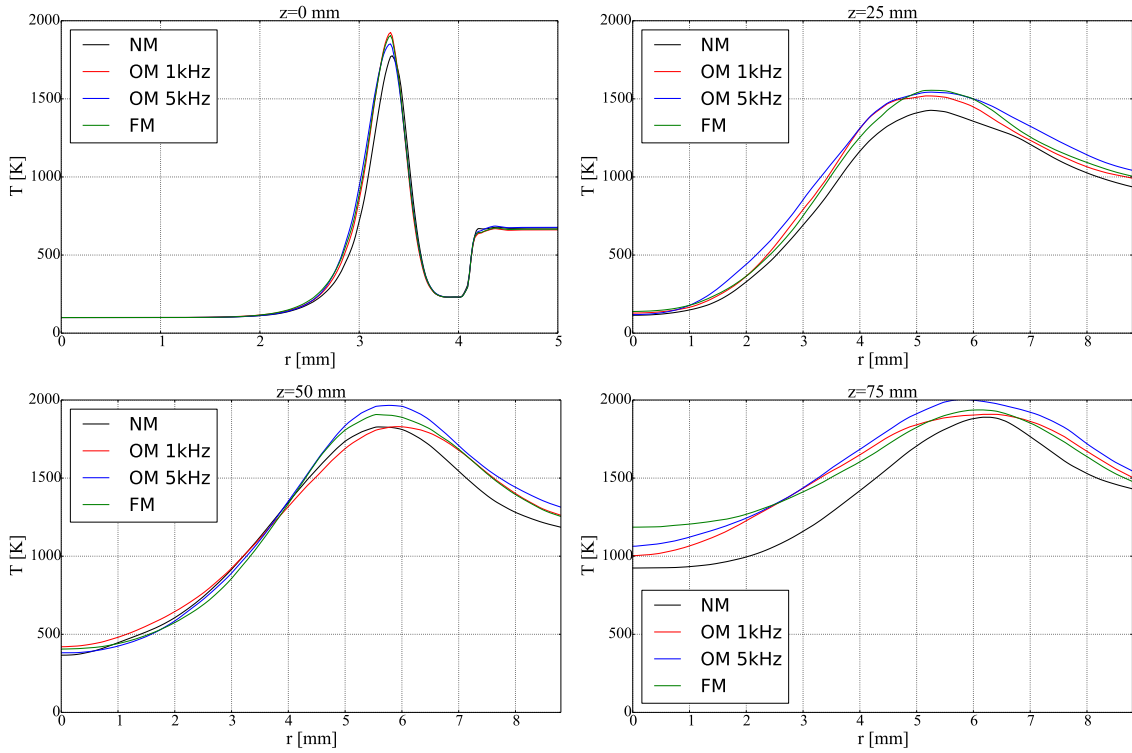 z=0 mm
2000
1500
1000
500
0
T [K]
NM
OM 1kHz
OM 5kHz
FM
0 1 2 3 4 5
r [mm]
z=25 mm
2000
1500
1000
500
0
T [K]
NM
OM 1kHz
OM 5kHz
FM
0 1 2 3 4 5 6 7 8
r [mm]
z=50 mm
2000
1500
1000
500
0
T [K]
NM
OM 1kHz
OM 5kHz
FM
0 1 2 3 4 5 6 7 8
r [mm]
z=75 mm
2000
1500
1000
500
0
T [K]
NM
OM 1kHz
OM 5kHz
FM
0 1 2 3 4 5 6 7 8
r [mm]